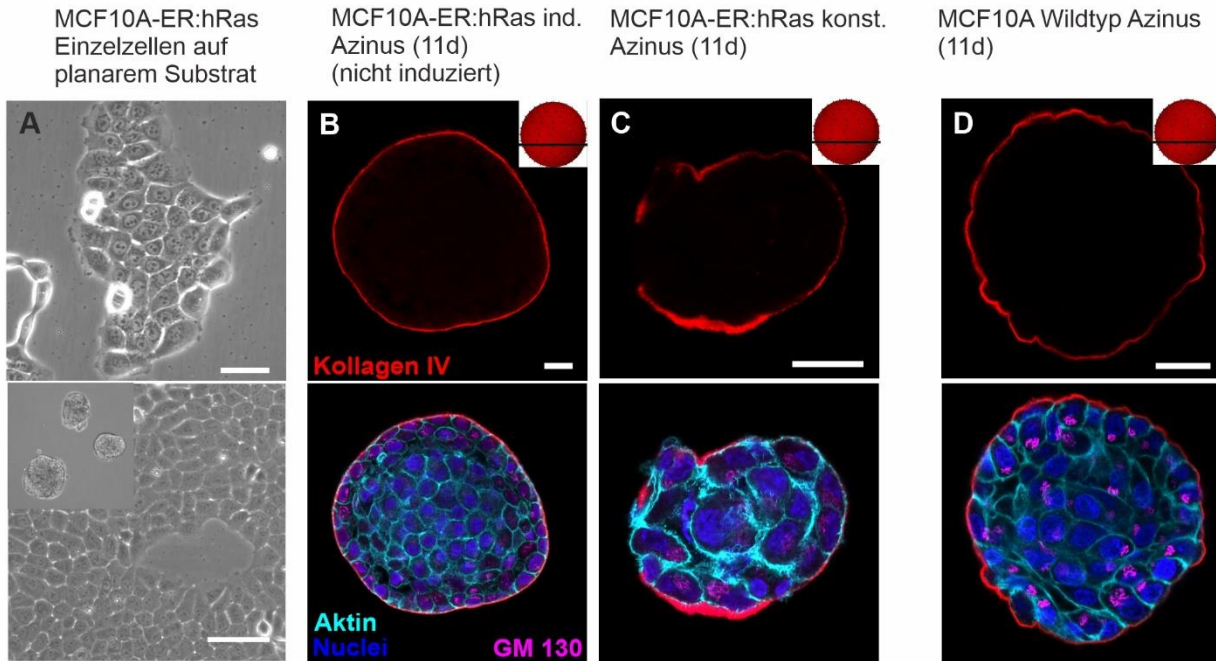 MCF10A-ER:hRas
Einzelzellen auf
planarem Substrat
MCF10A-ER:hRas ind.
Azinus (11d)
(nicht induziert)
MCF10A-ER:hRas konst.
Azinus (11d)
MCF10A Wildtyp Azinus
(11d)
A
B
C
D
Kollagen IV
Aktin
Nuclei
GM 130